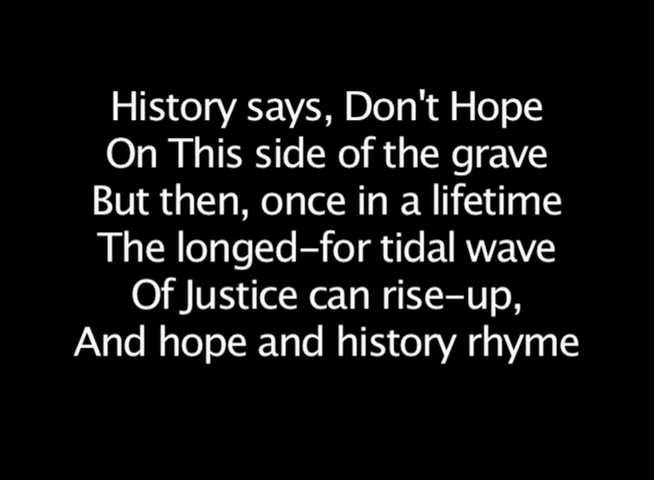 History says, Don't Hope
On This side of the grave
But then, once in a lifetime
The longed-for tidal wave
Of Justice can rise-up,
And hope and history rhyme